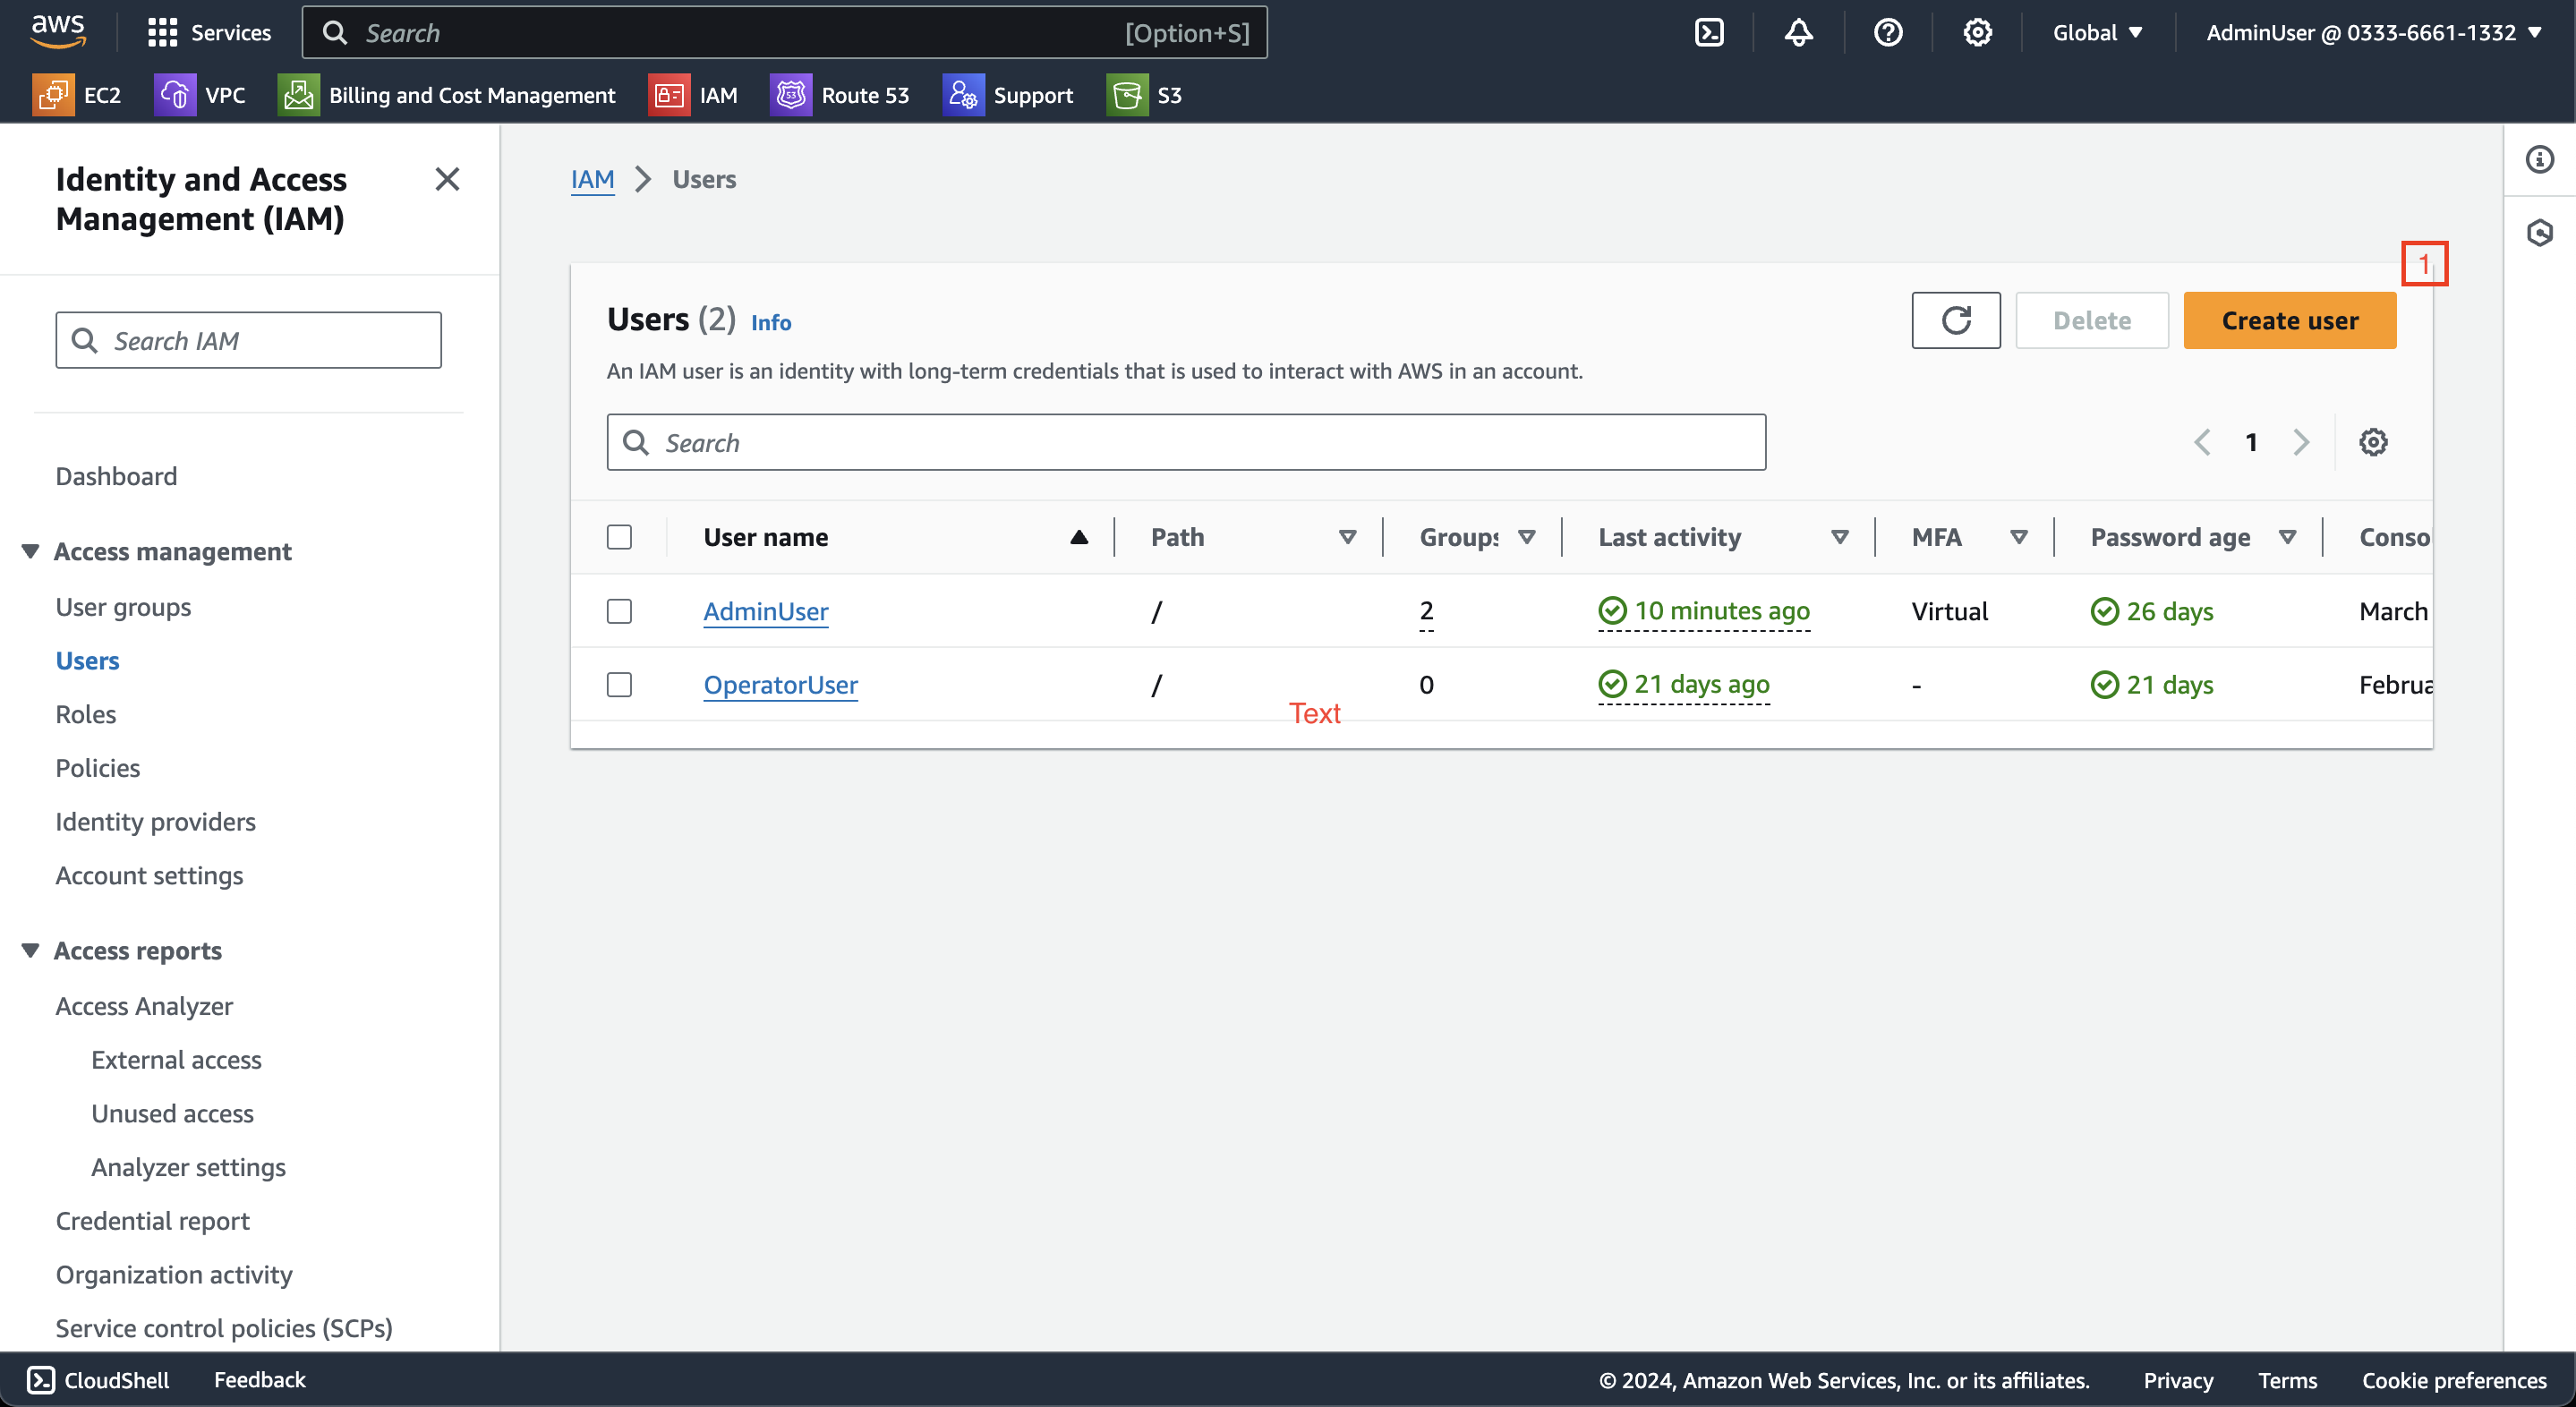 aws Services Search [Option+S] Global AdminUser @ 0333-6661-1332
EC2 VPC Billing and Cost Management IAM Route 53 Support S3
Identity and Access
Management (IAM)
Search IAM
Dashboard
Access management
User groups
Users
Roles
Policies
Identity providers
Account settings
Access reports
Access Analyzer
External access
Unused access
Analyzer settings
Credential report
Organization activity
Service control policies (SCPs)
IAM > Users
1
Users (2) Info Delete Create user
An IAM user is an identity with long-term credentials that is used to interact with AWS in an account.
Search 1
User name Path Groups Last activity MFA Password age Conso
AdminUser / 2 10 minutes ago Virtual 26 days March
OperatorUser / 0 21 days ago - 21 days Februa
Text
CloudShell Feedback © 2024, Amazon Web Services, Inc. or its affiliates. Privacy Terms Cookie preferences